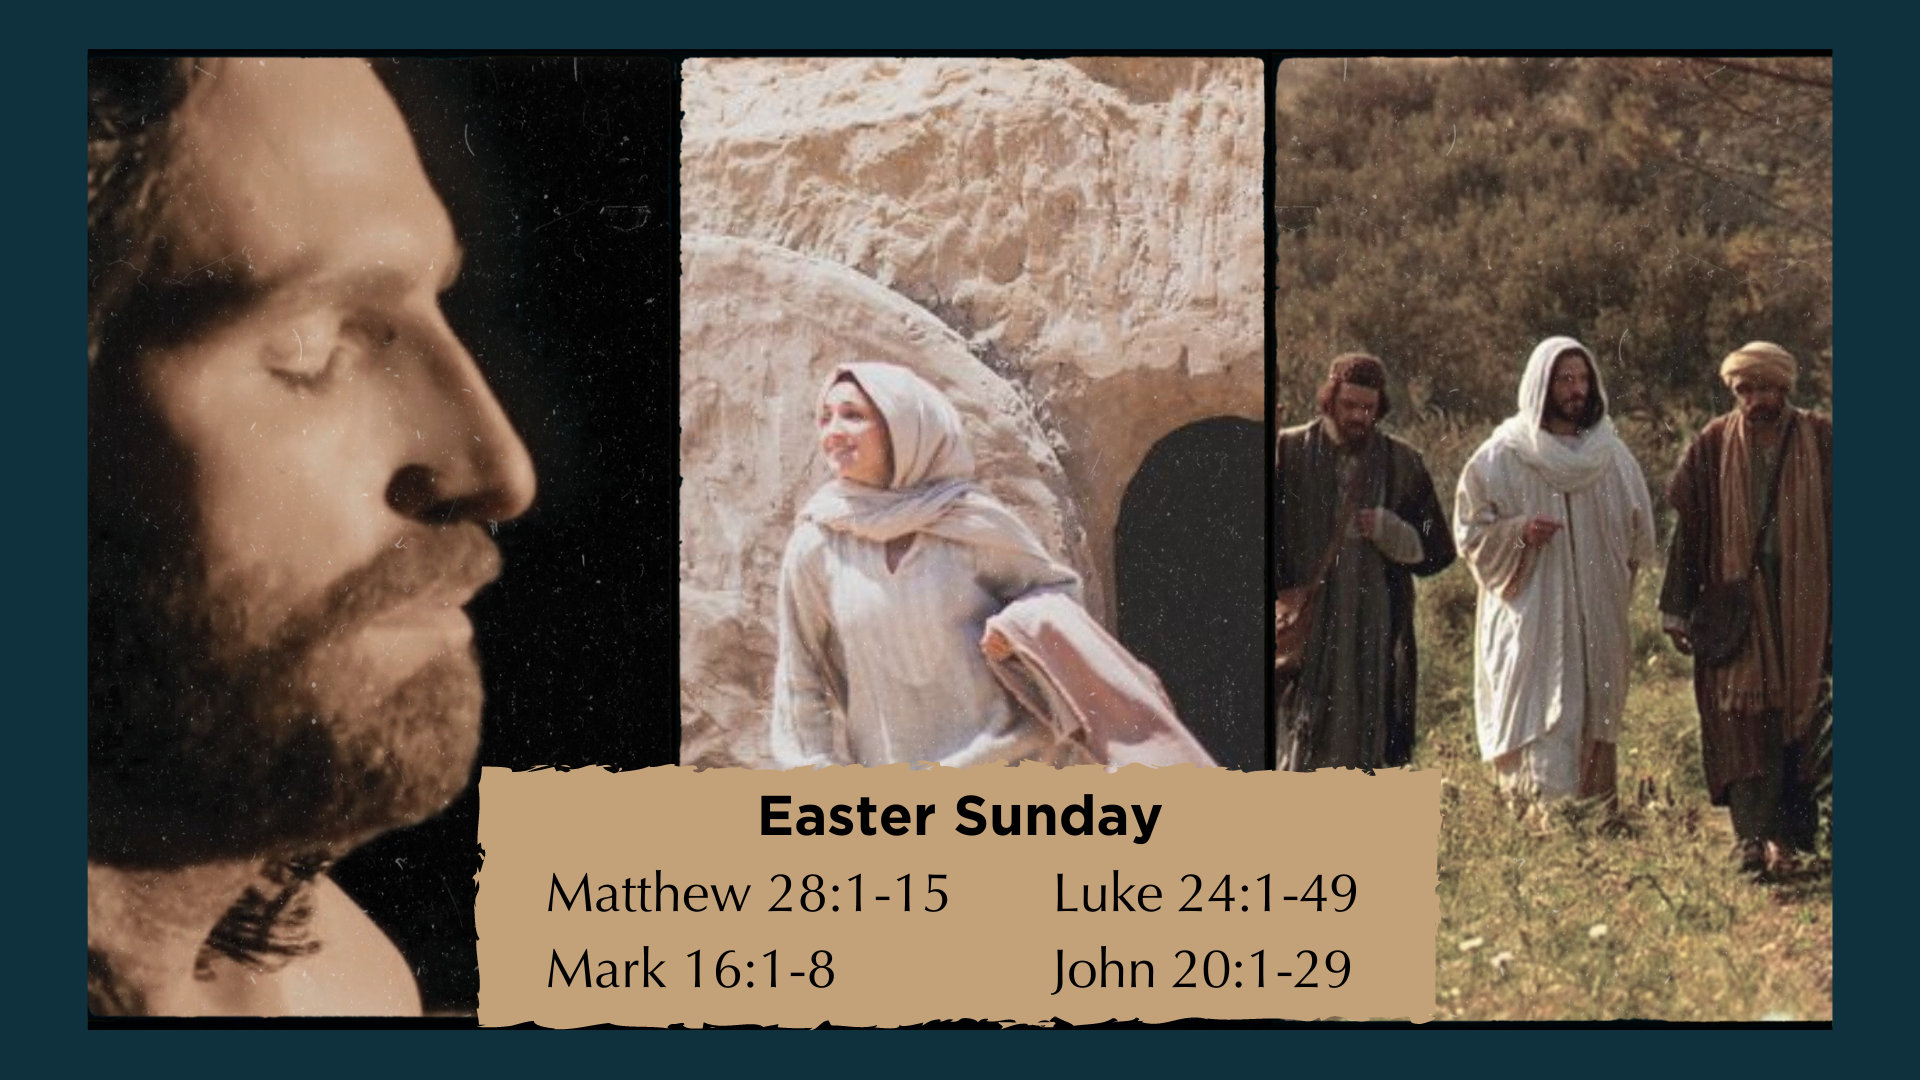 Easter Sunday
Matthew 28:1-15
Mark 16:1-8
Luke 24:1-49
John 20:1-29